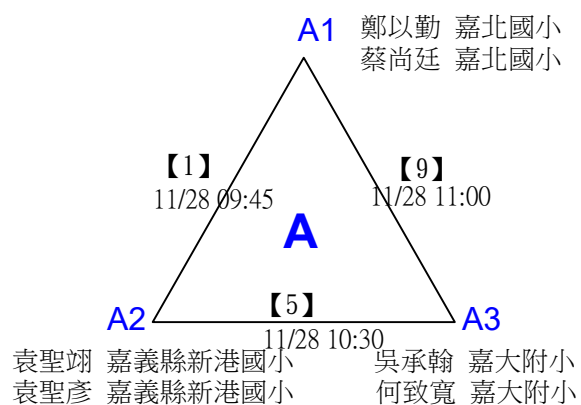 A1
鄭以勤 嘉北國小
蔡尚廷 嘉北國小
【1】
11/28 09:45
【9】
11/28 11:00
A
A2
【5】
11/28 10:30
A3
袁聖翊 嘉義縣新港國小
袁聖彥 嘉義縣新港國小
吳承翰 嘉大附小
何致寬 嘉大附小